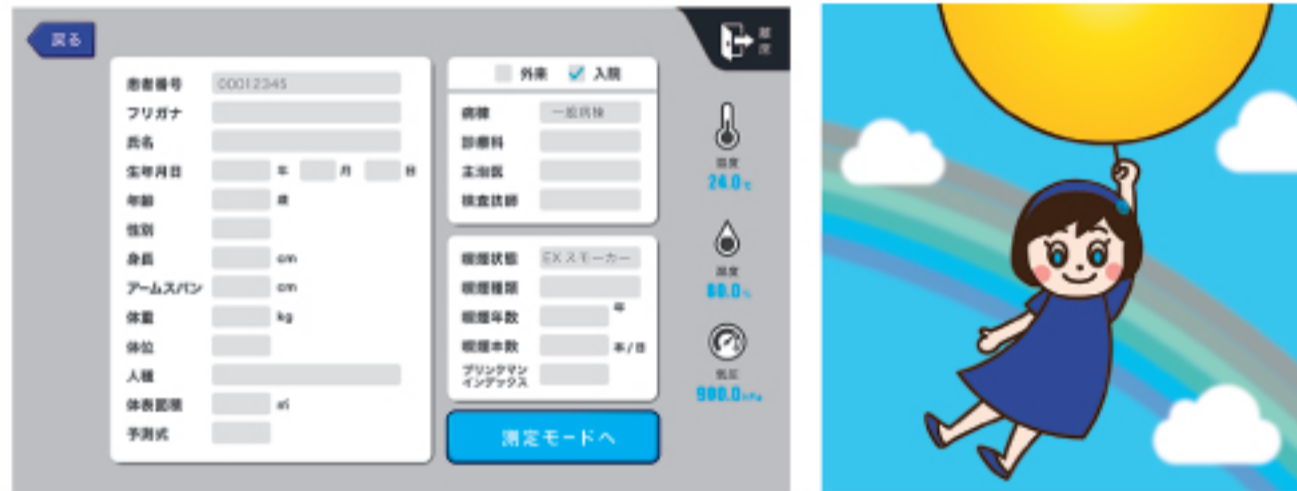 戻る
離席
患者番号 00012345
フリガナ
氏名
生年月日 年 月 日
年齢 歳
性別
身長 cm
アームスパン cm
体重 kg
体位
人種
体表面積 ㎡
予測式
外来 入院
病棟 一般病棟
診療科
主治医
検査技師
喫煙状態 EXスモーカー
喫煙種類
喫煙年数 年
喫煙本数 本/日
ブリンクマン
インデックス
測定モードへ
温度
24.0℃
湿度
80.0%
気圧
900.0hPa